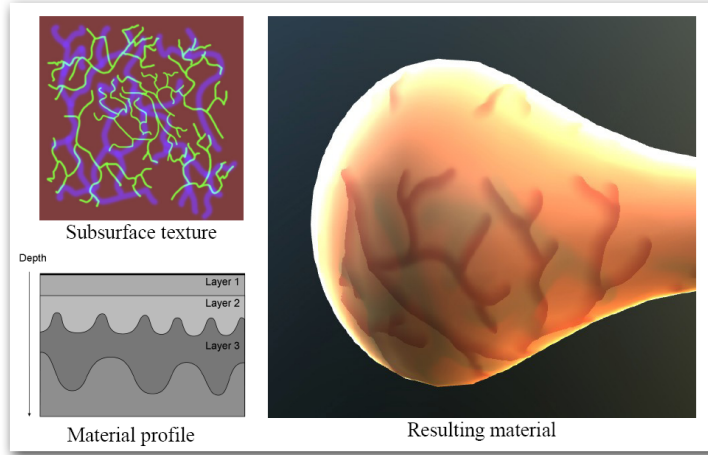 Subsurface texture
Depth
Layer 1
Layer 2
Layer 3
Material profile
Resulting material